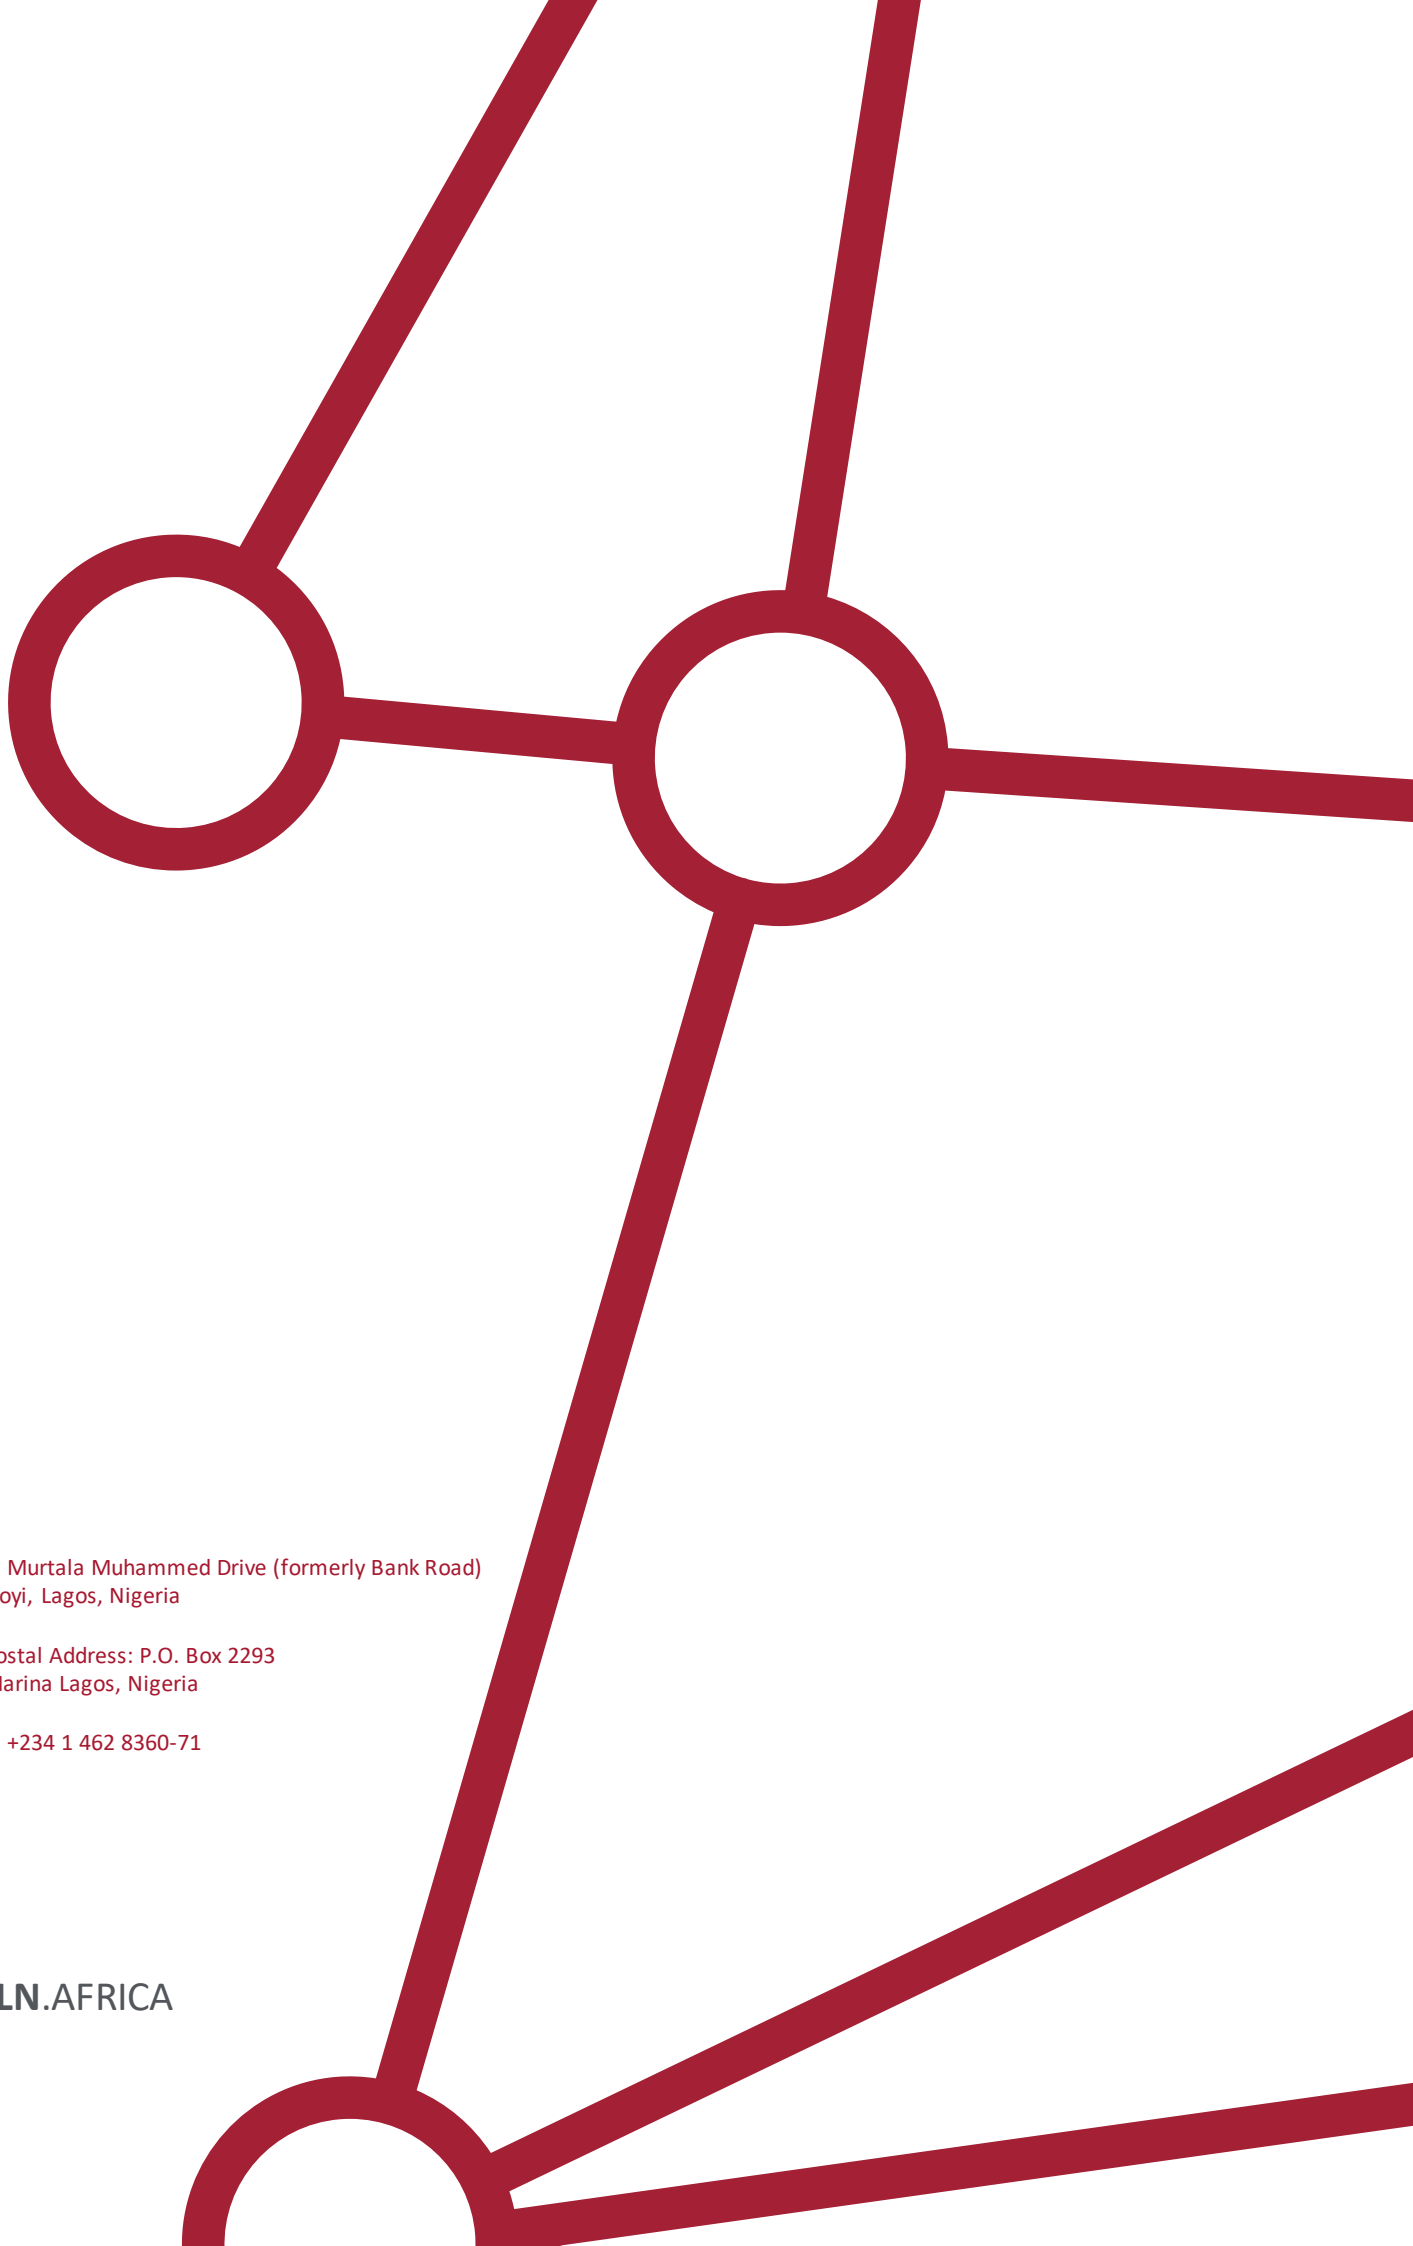 Murtala Muhammed Drive (formerly Bank Road)
oyi, Lagos, Nigeria
ostal Address: P.O. Box 2293
arina Lagos, Nigeria
+234 1 462 8360-71
LN.AFRICA